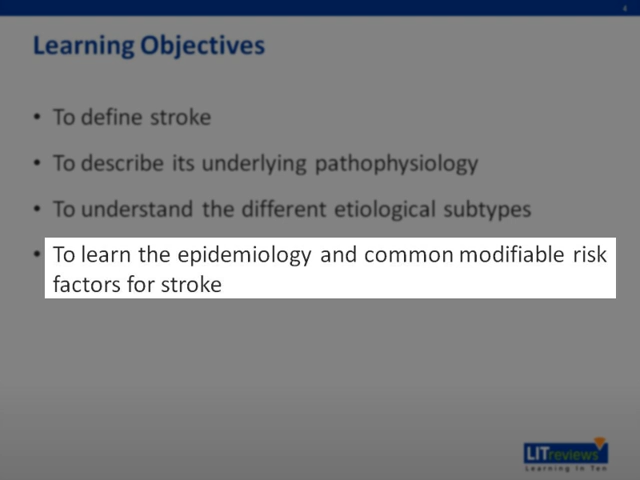 4
Learning Objectives
• To define stroke
• To describe its underlying pathophysiology
• To understand the different etiological subtypes
• To learn the epidemiology and common modifiable risk
factors for stroke
LITreviews
Learning In Ten